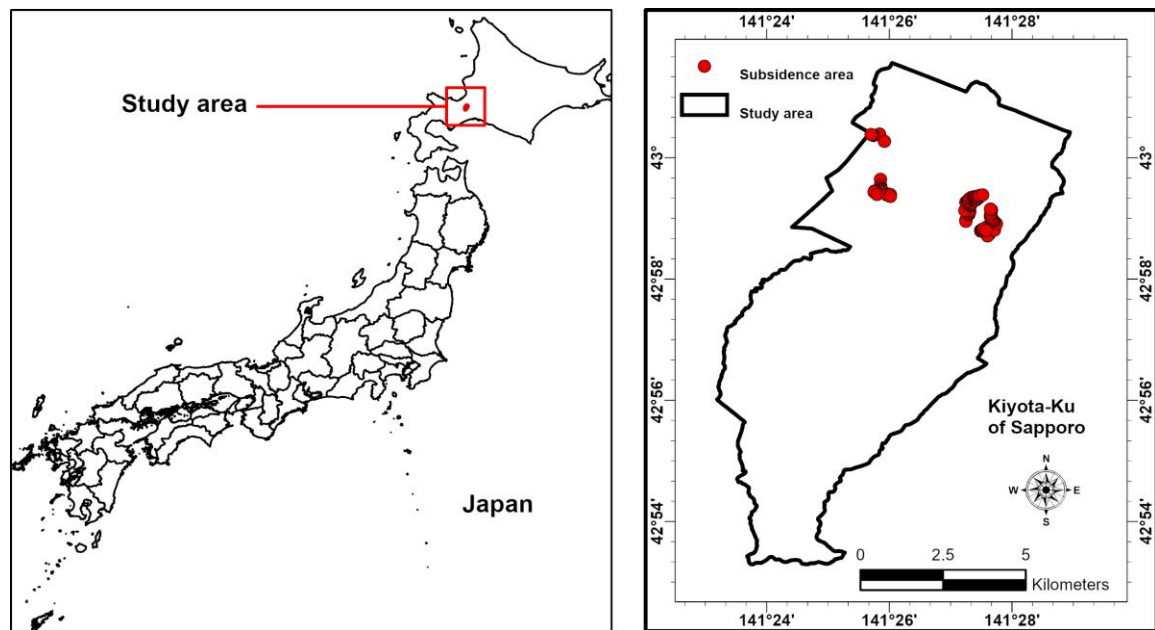 Study area
Japan
141°24' 141°26' 141°28'
Subsidence area
Study area
43°
43°
42°58'
42°58'
42°56'
42°56'
Kiyota-Ku
of Sapporo
N
W E
S
42°54'
42°54'
0 2.5 5
Kilometers
141°24' 141°26' 141°28'